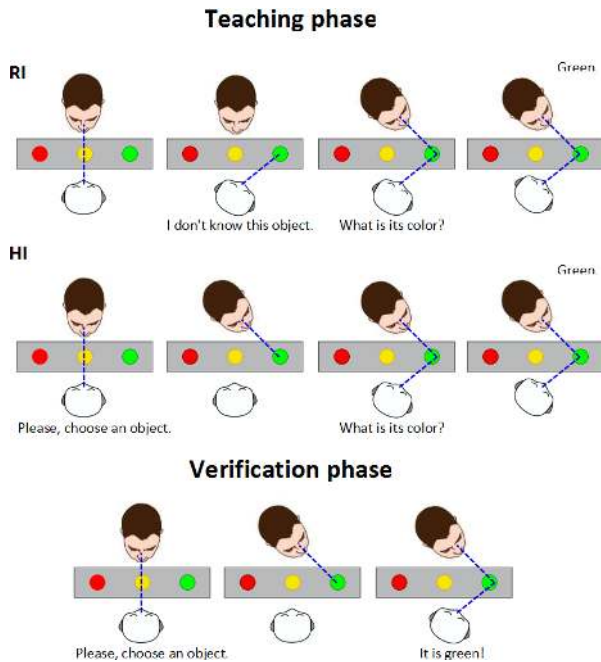 Teaching phase
RI
Green
I don't know this object.
What is its color?
HI
Green
Please, choose an object.
What is its color?
Verification phase
Please, choose an object.
It is green!